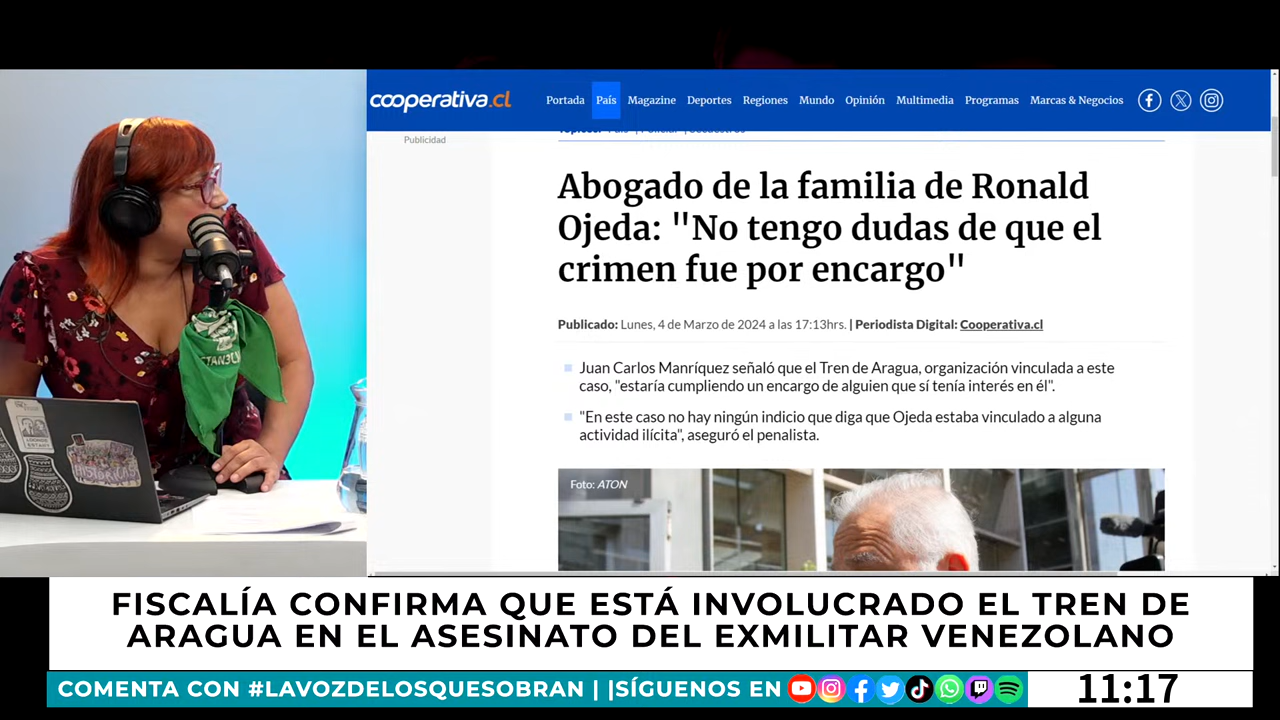 cooperativa.cl
Portada País Magazine Deportes Regiones Mundo Opinión Multimedia Programas Marcas & Negocios
Publicidad
Abogado de la familia de Ronald
Ojeda: "No tengo dudas de que el
crimen fue por encargo"
Publicado: Lunes, 4 de Marzo de 2024 a las 17:13hrs. | Periodista Digital: Cooperativa.cl
Juan Carlos Manríquez señaló que el Tren de Aragua, organización vinculada a este
caso, "estaría cumpliendo un encargo de alguien que sí tenía interés en él".
"En este caso no hay ningún indicio que diga que Ojeda estaba vinculado a alguna
actividad ilícita", aseguró el penalista.
Foto: ATON
FISCALÍA CONFIRMA QUE ESTÁ INVOLUCRADO EL TREN DE
ARAGUA EN EL ASESINATO DEL EXMILITAR VENEZOLANO
COMENTA CON #LAVOZDELOSQUESOBRAN | |SÍGUENOS EN
11:17